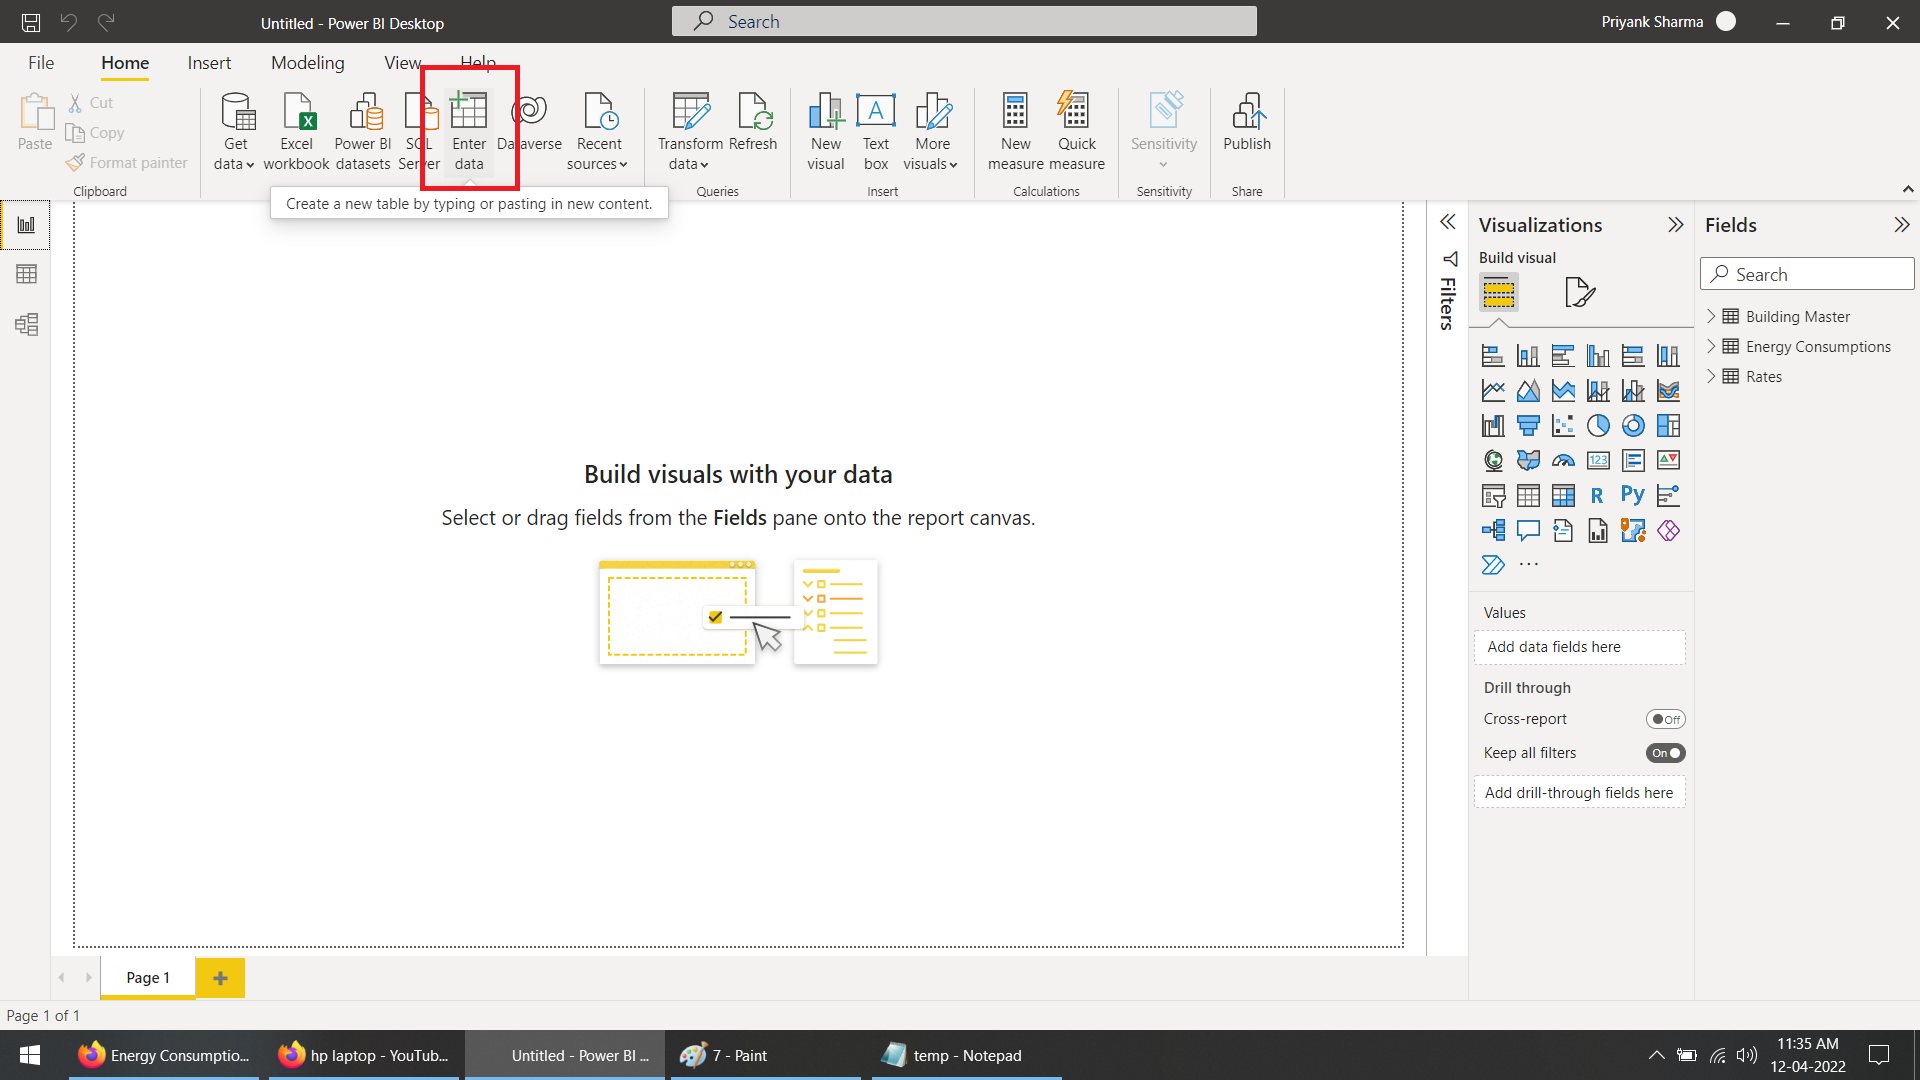 Untitled - Power BI Desktop
Search
Priyank Sharma
File
Home
Insert
Modeling
View
Help
Paste
Cut
Copy
Format painter
Clipboard
Get data
Excel workbook
Power BI datasets
SQL Server
Enter data
Dataverse
Recent sources
Transform data
Refresh
Queries
New visual
A
Text box
More visuals
Insert
New measure
Quick measure
Calculations
Sensitivity
Sensitivity
Publish
Share
Create a new table by typing or pasting in new content.
Build visuals with your data
Select or drag fields from the Fields pane onto the report canvas.
Filters
Visualizations
Build visual
123
R
Py
...
Values
Add data fields here
Drill through
Cross-report
Off
Keep all filters
On
Add drill-through fields here
Fields
Search
Building Master
Energy Consumptions
Rates
Page 1
Page 1 of 1
Energy Consumptio...
hp laptop - YouTub...
Untitled - Power BI ...
7 - Paint
temp - Notepad
11:35 AM
12-04-2022